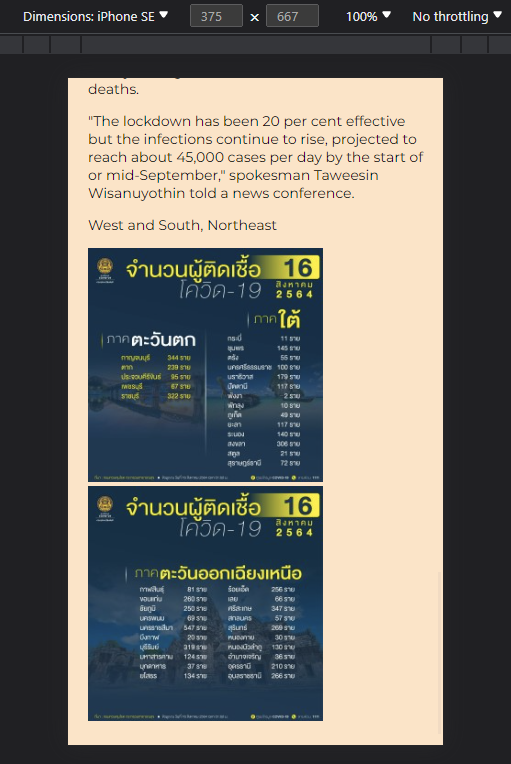 Dimensions: iPhone SE ▼ 375 x 667 100% ▼ No throttling ▼
deaths.
"The lockdown has been 20 per cent effective
but the infections continue to rise, projected to
reach about 45,000 cases per day by the start of
or mid-September," spokesman Taweesin
Wisanuyothin told a news conference.
West and South, Northeast
จำนวนผู้ติดเชื้อ 16
โควิด-19 สิงหาคม
2564
ภาคใต้
ภาคตะวันตก
กาญจนบุรี 344 ราย
ตาก 239 ราย
ประจวบคีรีขันธ์ 95 ราย
เพชรบุรี 87 ราย
ราชบุรี 322 ราย
กระบี่ 11 ราย
ชุมพร 145 ราย
ตรัง 55 ราย
นครศรีธรรมราช 100 ราย
นราธิวาส 179 ราย
ปัตตานี 117 ราย
พังงา 2 ราย
พัทลุง 10 ราย
ภูเก็ต 49 ราย
ยะลา 117 ราย
ระนอง 140 ราย
สงขลา 306 ราย
สตูล 21 ราย
สุราษฎร์ธานี 72 ราย
จำนวนผู้ติดเชื้อ 16
โควิด-19 สิงหาคม
2564
ภาคตะวันออกเฉียงเหนือ
กาฬสินธุ์ 81 ราย
ขอนแก่น 260 ราย
ชัยภูมิ 250 ราย
นครพนม 69 ราย
นครราชสีมา 547 ราย
บึงกาฬ 20 ราย
บุรีรัมย์ 319 ราย
มหาสารคาม 124 ราย
มุกดาหาร 37 ราย
ยโสธร 134 ราย
ร้อยเอ็ด 256 ราย
เลย 66 ราย
ศรีสะเกษ 347 ราย
สกลนคร 57 ราย
สุรินทร์ 269 ราย
หนองคาย 30 ราย
หนองบัวลำภู 130 ราย
อำนาจเจริญ 36 ราย
อุดรธานี 210 ราย
อุบลราชธานี 266 ราย